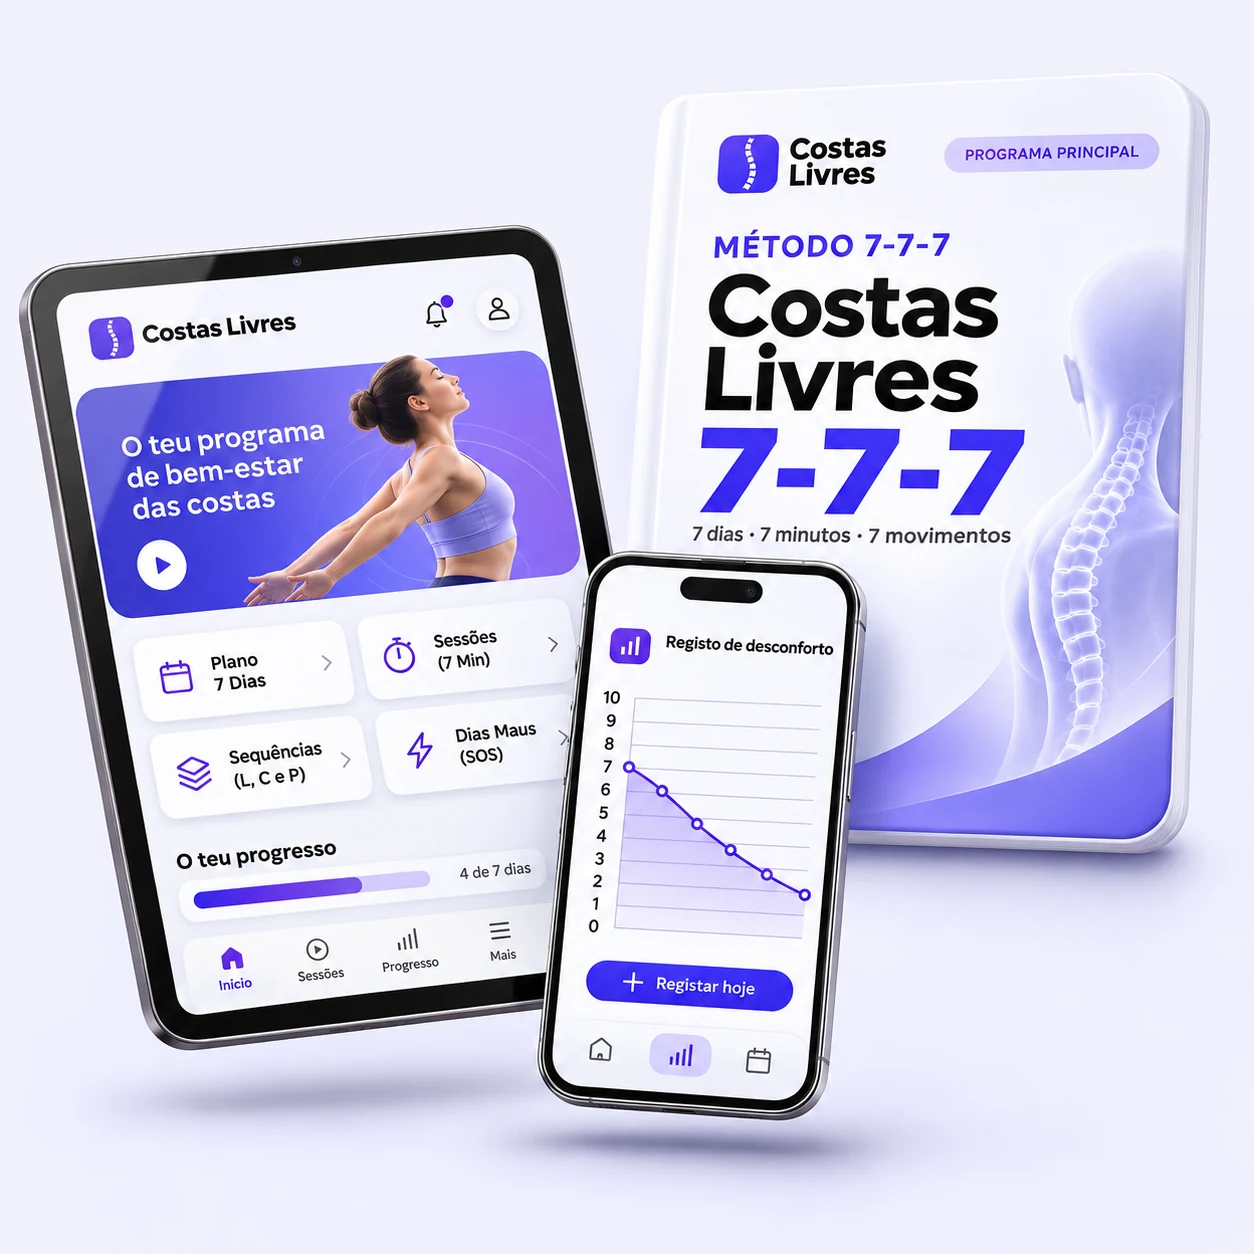 Costas
Livres
PROGRAMA PRINCIPAL
MÉTODO 7-7-7
Costas
Livres
7-7-7
7 dias · 7 minutos · 7 movimentos
Costas Livres
O teu programa
de bem-estar
das costas
Plano
7 Dias
Sessões
(7 Min)
Sequências
(L, C e P)
Dias Maus
(SOS)
O teu progresso
4 de 7 dias
Inicio
Sessões
Progresso
Mais
Registo de desconforto
10
9
8
7
6
5
4
3
2
1
0
+ Registar hoje